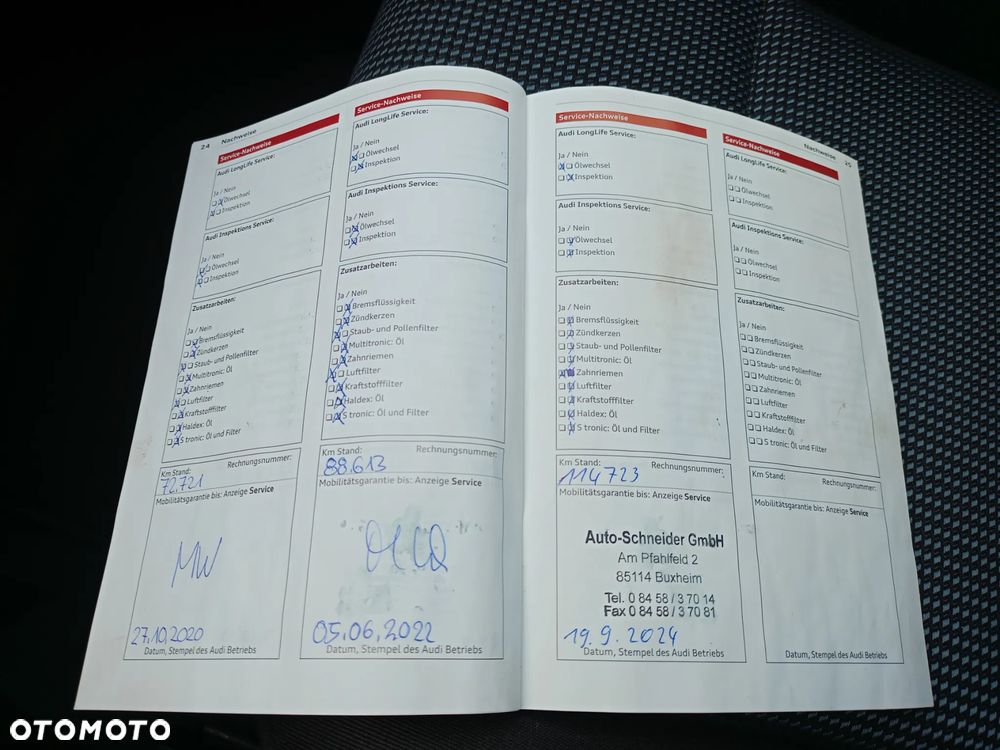 24 Nachweise
Service-Nachweise
Audi LongLife Service:
Ja / Nein
Ölwechsel
Inspektion
Audi Inspektions Service:
Ja / Nein
Ölwechsel
Inspektion
Zusatzarbeiten:
Ja / Nein
Bremsflüssigkeit
Zündkerzen
Staub- und Pollenfilter
Multitronic: Öl
Zahnriemen
Luftfilter
Kraftstofffilter
Haldex: Öl
S tronic: Öl und Filter
Km Stand: Rechnungsnummer:
72.721
Mobilitätsgarantie bis: Anzeige Service
MW
27.10.2020
Datum, Stempel des Audi Betriebs
Service-Nachweise
Audi LongLife Service:
Ja / Nein
Ölwechsel
Inspektion
Audi Inspektions Service:
Ja / Nein
Ölwechsel
Inspektion
Zusatzarbeiten:
Ja / Nein
Bremsflüssigkeit
Zündkerzen
Staub- und Pollenfilter
Multitronic: Öl
Zahnriemen
Luftfilter
Kraftstofffilter
Haldex: Öl
S tronic: Öl und Filter
Km Stand: Rechnungsnummer:
88.613
Mobilitätsgarantie bis: Anzeige Service
05.06.2022
Datum, Stempel des Audi Betriebs
Service-Nachweise
Audi LongLife Service:
Ja / Nein
Ölwechsel
Inspektion
Audi Inspektions Service:
Ja / Nein
Ölwechsel
Inspektion
Zusatzarbeiten:
Ja / Nein
Bremsflüssigkeit
Zündkerzen
Staub- und Pollenfilter
Multitronic: Öl
Zahnriemen
Luftfilter
Kraftstofffilter
Haldex: Öl
S tronic: Öl und Filter
Km Stand: Rechnungsnummer:
114723
Mobilitätsgarantie bis: Anzeige Service
Auto-Schneider GmbH
Am Pfahlfeld 2
85114 Buxheim
Tel. 0 84 58 / 3 70 14
Fax 0 84 58 / 3 70 81
19.9.2024
Datum, Stempel des Audi Betriebs
Nachweise 25
Service-Nachweise
Audi LongLife Service:
Ja / Nein
Ölwechsel
Inspektion
Audi Inspektions Service:
Ja / Nein
Ölwechsel
Inspektion
Zusatzarbeiten:
Ja / Nein
Bremsflüssigkeit
Zündkerzen
Staub- und Pollenfilter
Multitronic: Öl
Zahnriemen
Luftfilter
Kraftstofffilter
Haldex: Öl
S tronic: Öl und Filter
Km Stand: Rechnungsnummer:
Mobilitätsgarantie bis: Anzeige Service
Datum, Stempel des Audi Betriebs
OTOMOTO